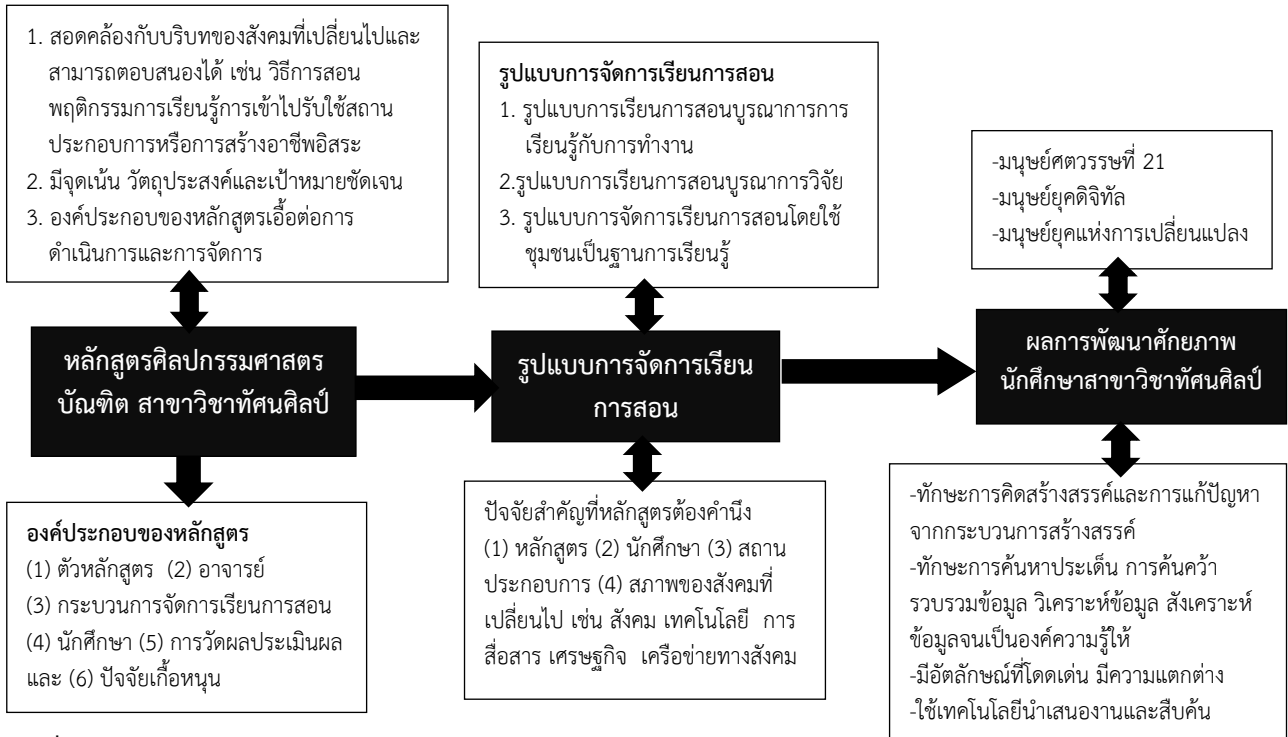 1. สอดคล้องกับบริบทของสังคมที่เปลี่ยนไปและ
สามารถตอบสนองได้ เช่น วิธีการสอน
พฤติกรรมการเรียนรู้การเข้าไปรับใช้สถาน
ประกอบการหรือการสร้างอาชีพอิสระ
2. มีจุดเน้น วัตถุประสงค์และเป้าหมายชัดเจน
3. องค์ประกอบของหลักสูตรเอื้อต่อการ
ดำเนินการและการจัดการ
หลักสูตรศิลปกรรมศาสตร
บัณฑิต สาขาวิชาทัศนศิลป์
องค์ประกอบของหลักสูตร
(1) ตัวหลักสูตร (2) อาจารย์
(3) กระบวนการจัดการเรียนการสอน
(4) นักศึกษา (5) การวัดผลประเมินผล
และ (6) ปัจจัยเกื้อหนุน
รูปแบบการจัดการเรียนการสอน
1. รูปแบบการเรียนการสอนบูรณาการการ
เรียนรู้กับการทำงาน
2.รูปแบบการเรียนการสอนบูรณาการวิจัย
3. รูปแบบการจัดการเรียนการสอนโดยใช้
ชุมชนเป็นฐานการเรียนรู้
รูปแบบการจัดการเรียน
การสอน
ปัจจัยสำคัญที่หลักสูตรต้องคำนึง
(1) หลักสูตร (2) นักศึกษา (3) สถาน
ประกอบการ (4) สภาพของสังคมที่
เปลี่ยนไป เช่น สังคม เทคโนโลยี การ
สื่อสาร เศรษฐกิจ เครือข่ายทางสังคม
-มนุษย์ศตวรรษที่ 21
-มนุษย์ยุคดิจิทัล
-มนุษย์ยุคแห่งการเปลี่ยนแปลง
ผลการพัฒนาศักยภาพ
นักศึกษาสาขาวิชาทัศนศิลป์
-ทักษะการคิดสร้างสรรค์และการแก้ปัญหา
จากกระบวนการสร้างสรรค์
-ทักษะการค้นหาประเด็น การค้นคว้า
รวบรวมข้อมูล วิเคราะห์ข้อมูล สังเคราะห์
ข้อมูลจนเป็นองค์ความรู้ให้
-มีอัตลักษณ์ที่โดดเด่น มีความแตกต่าง
-ใช้เทคโนโลยีนำเสนองานและสืบค้น